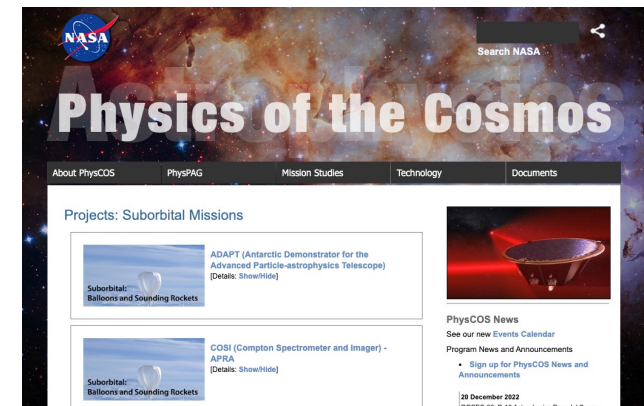 NASA
Search NASA
Astrophysics
Physics of the Cosmos
About PhysCOS PhysPAG Mission Studies Technology Documents
Projects: Suborbital Missions
ADAPT (Antarctic Demonstrator for the
Advanced Particle-astrophysics Telescope)
[Details: Show/Hide]
Suborbital:
Balloons and Sounding Rockets
COSI (Compton Spectrometer and Imager) -
APRA
[Details: Show/Hide]
Suborbital:
Balloons and Sounding Rockets
PhysCOS News
See our new Events Calendar
Program News and Announcements
• Sign up for PhysCOS News and
Announcements
20 December 2022